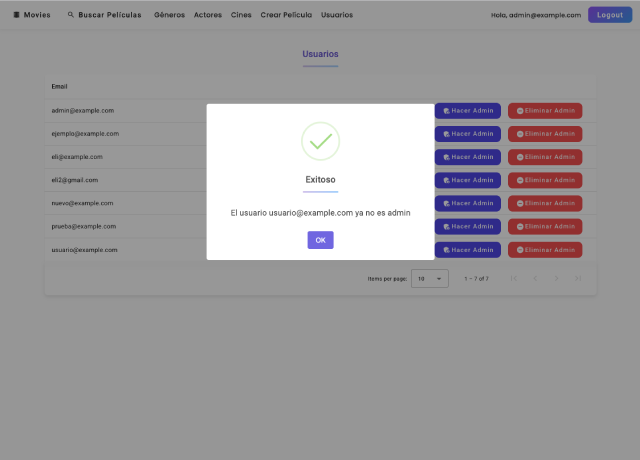 Movies Buscar Películas Géneros Actores Cines Crear Película Usuarios Hola, admin@example.com Logout
Usuarios
Email
admin@example.com Hacer Admin Eliminar Admin
ejemplo@example.com Hacer Admin Eliminar Admin
eli@example.com Hacer Admin Eliminar Admin
eli2@gmail.com Hacer Admin Eliminar Admin
nuevo@example.com Hacer Admin Eliminar Admin
prueba@example.com Hacer Admin Eliminar Admin
usuario@example.com Hacer Admin Eliminar Admin
Exitoso
El usuario usuario@example.com ya no es admin
OK
Items per page: 10 1 – 7 of 7